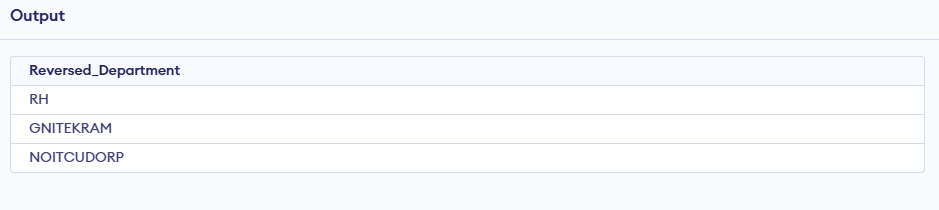 Output
Reversed_Department
RH
GNITEKRAM
NOITCUDORP